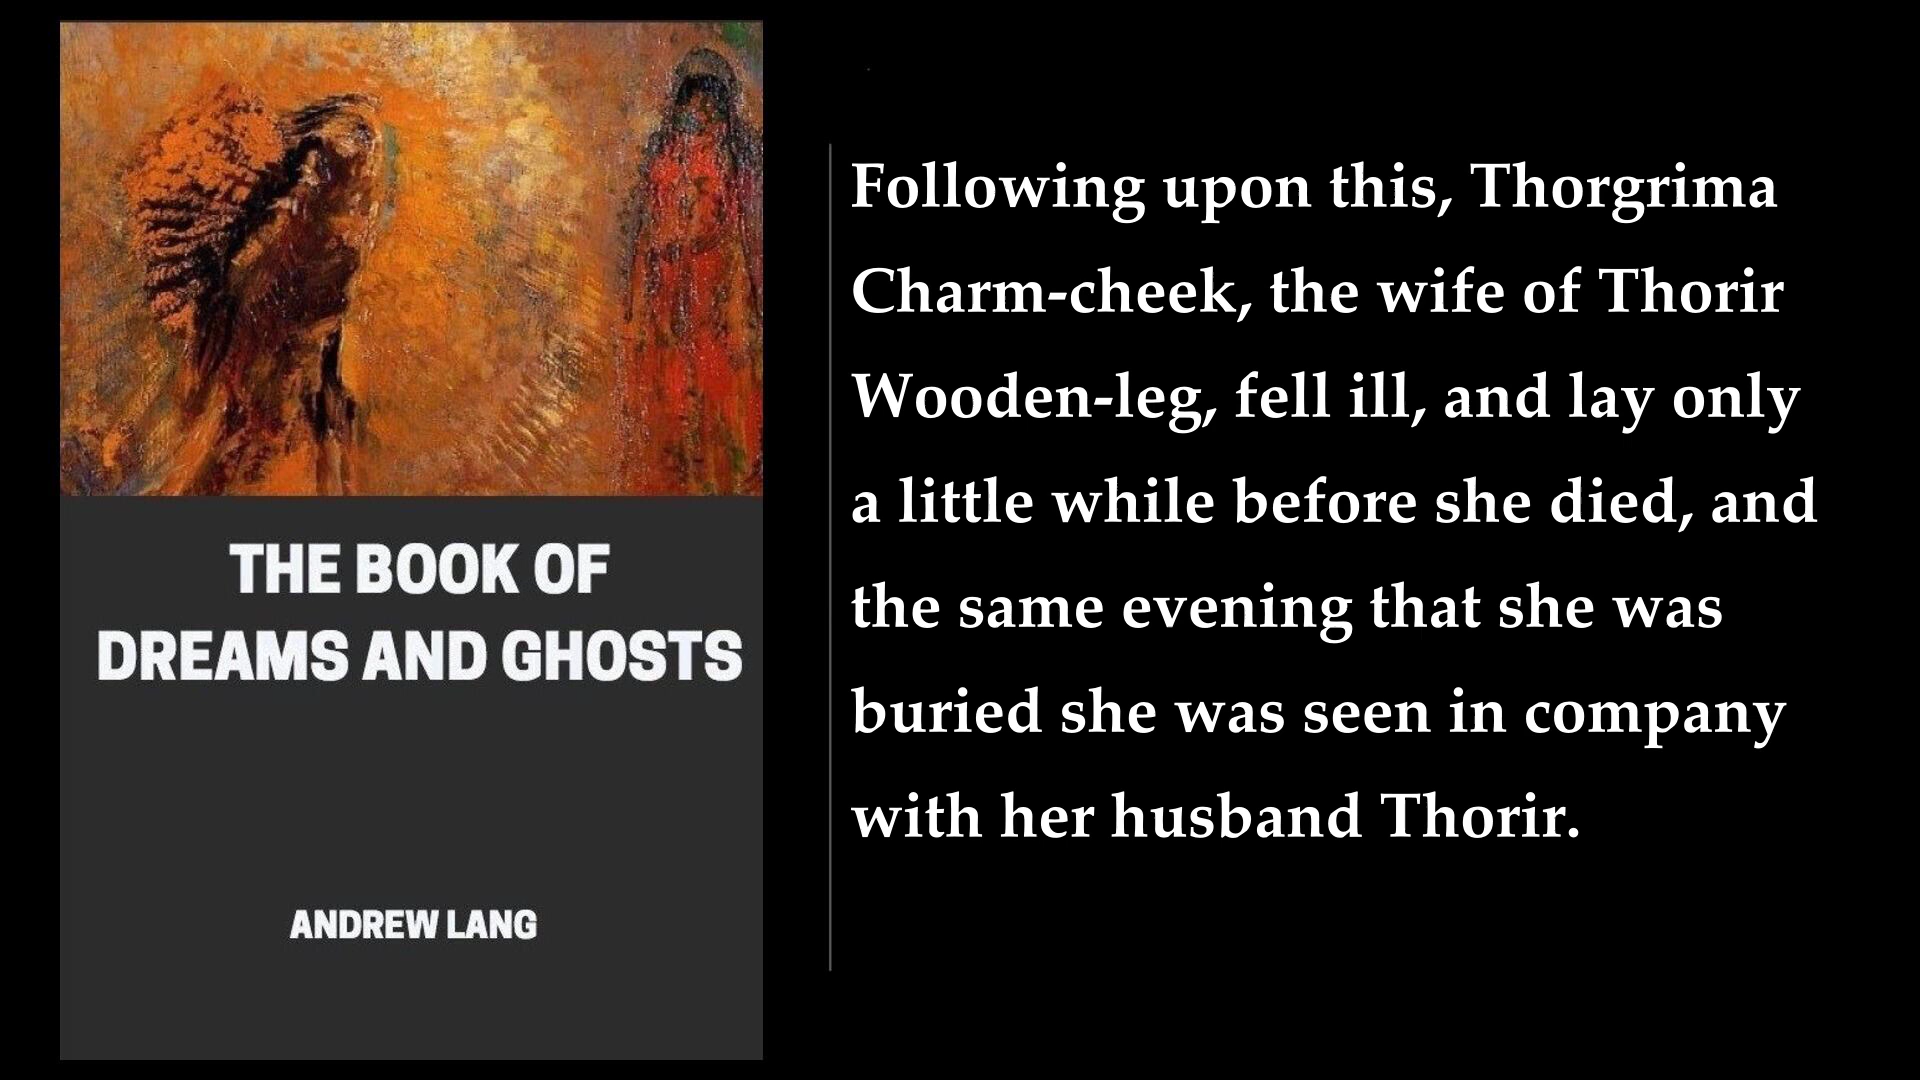 THE BOOK OF
DREAMS AND GHOSTS
ANDREW LANG
Following upon this, Thorgrima
Charm-cheek, the wife of Thorir
Wooden-leg, fell ill, and lay only
a little while before she died, and
the same evening that she was
buried she was seen in company
with her husband Thorir.